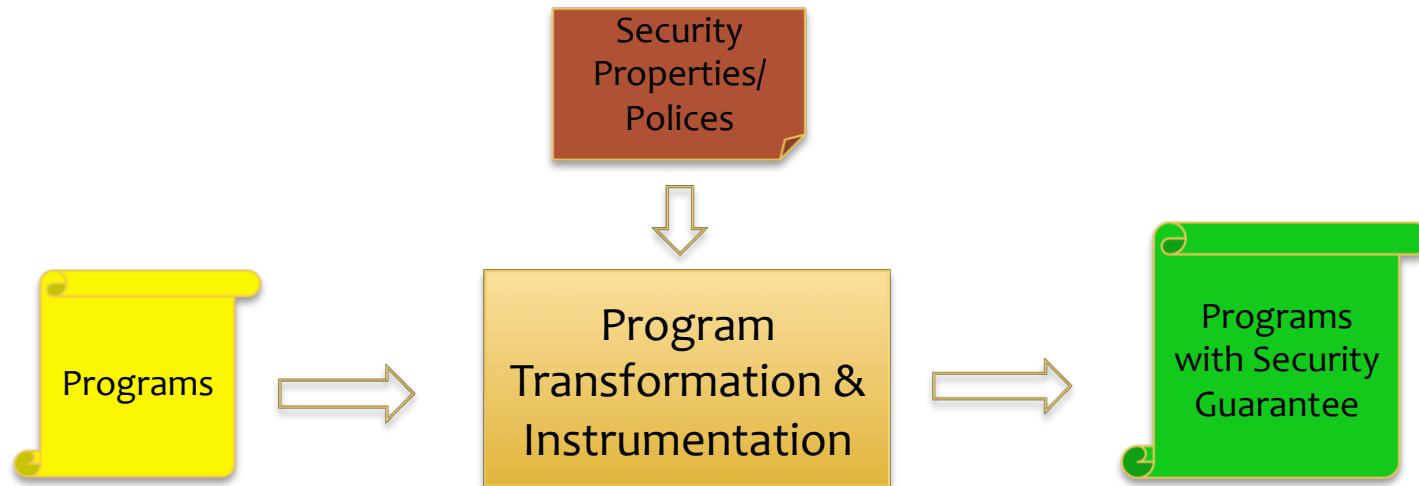 Security
Properties/
Polices
Programs
Program
Transformation &
Instrumentation
Programs
with Security
Guarantee